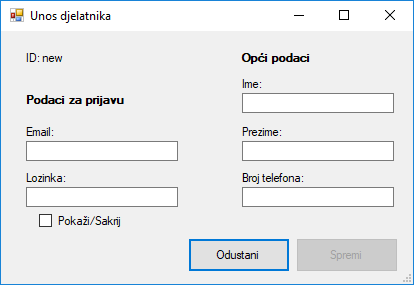 Unos djelatnika
ID: new
Podaci za prijavu
Email:
Lozinka:
Pokaži/Sakrij
Opći podaci
Ime:
Prezime:
Broj telefona:
Odustani
Spremi